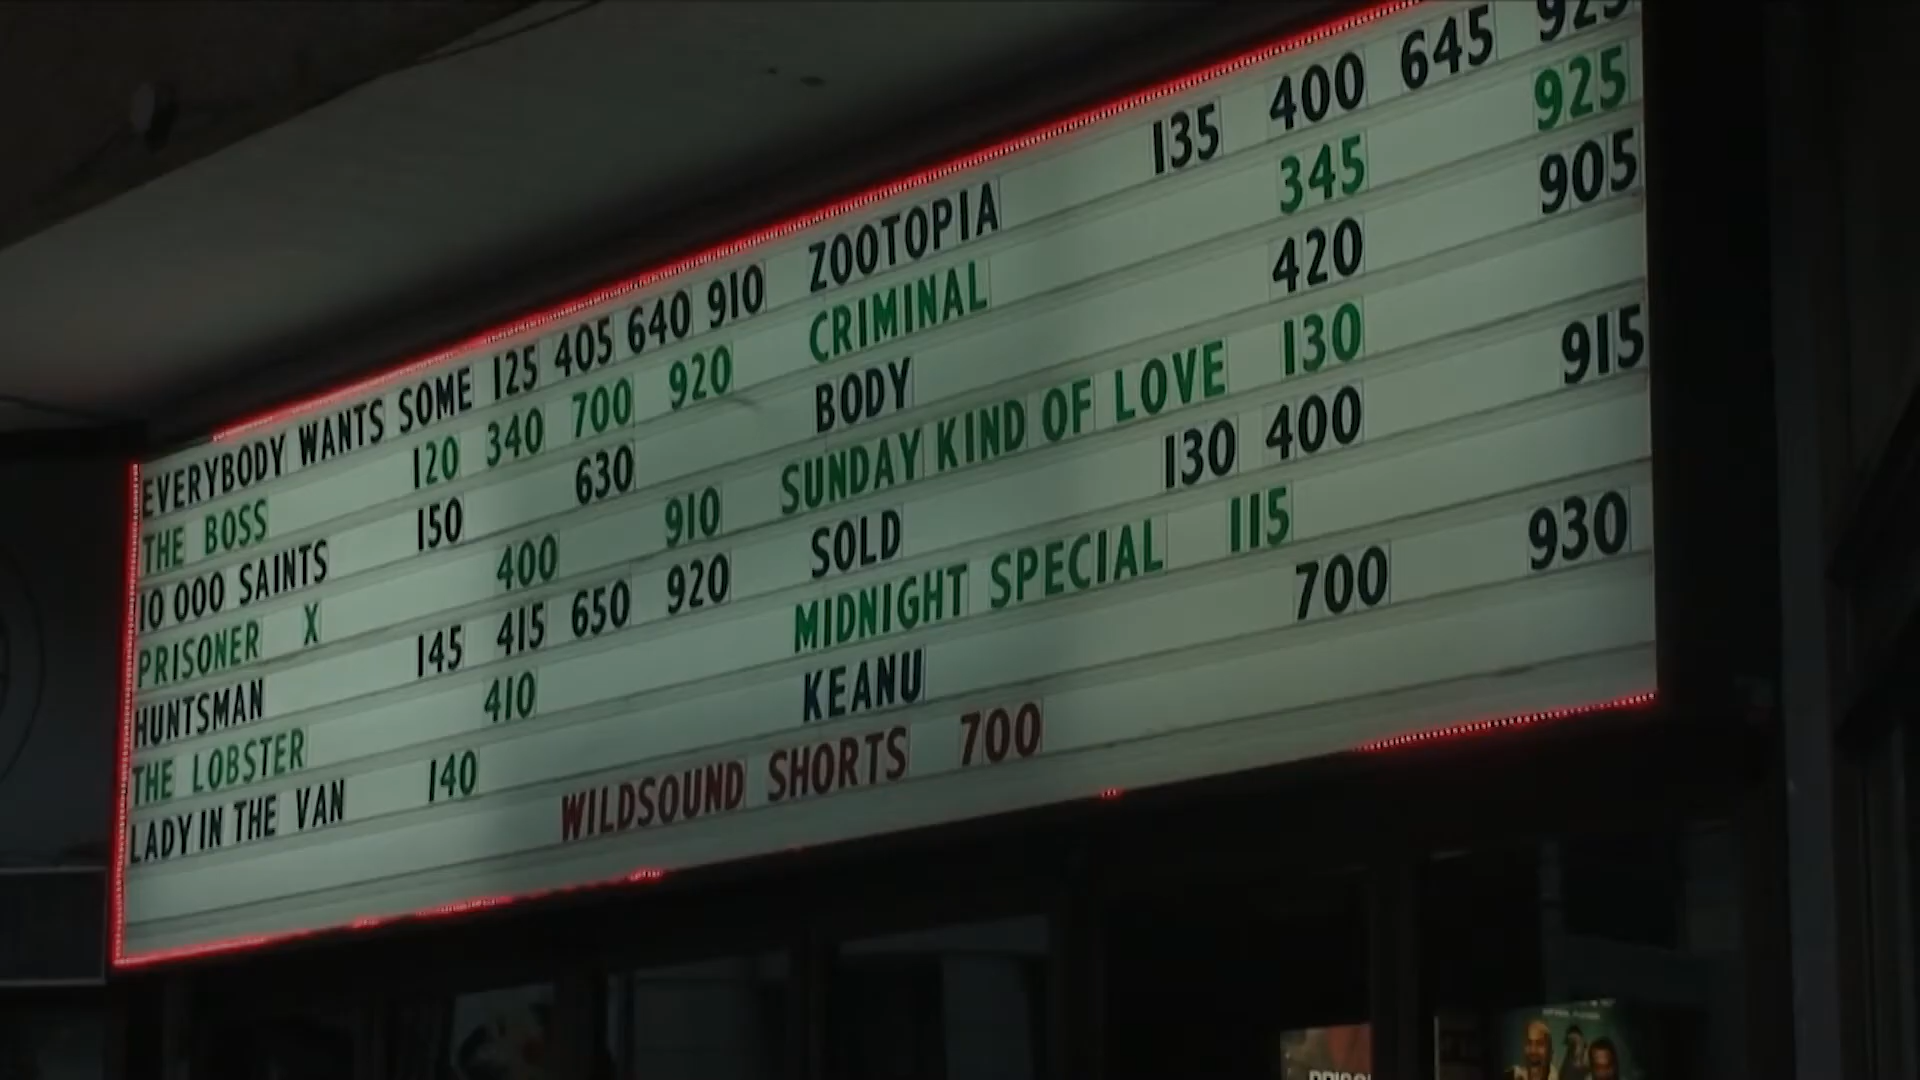 EVERYBODY WANTS SOME 125 405 640 910
THE BOSS 120 340 700 920
10 000 SAINTS 150 630
PRISONER X 400 910
HUNTSMAN 145 415 650 920
THE LOBSTER 410
LADY IN THE VAN 140
ZOOTOPIA 135 400 645 925
CRIMINAL 345 925
BODY 420 905
SUNDAY KIND OF LOVE 130
SOLD 130 400 915
MIDNIGHT SPECIAL 115
KEANU 700 930
WILDSOUND SHORTS 700